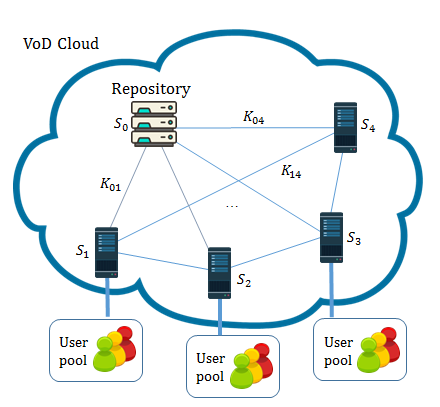 VoD Cloud
Repository
S₀
K₀₄
S₄
K₀₁
K₁₄
...
S₁
S₂
S₃
User
pool
User
pool
User
pool